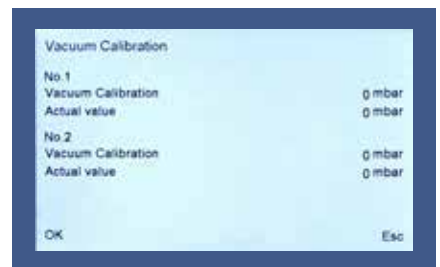 Vacuum Calibration
No.1
Vacuum Calibration 0 mbar
Actual value 0 mbar
No.2
Vacuum Calibration 0 mbar
Actual value 0 mbar
OK Esc